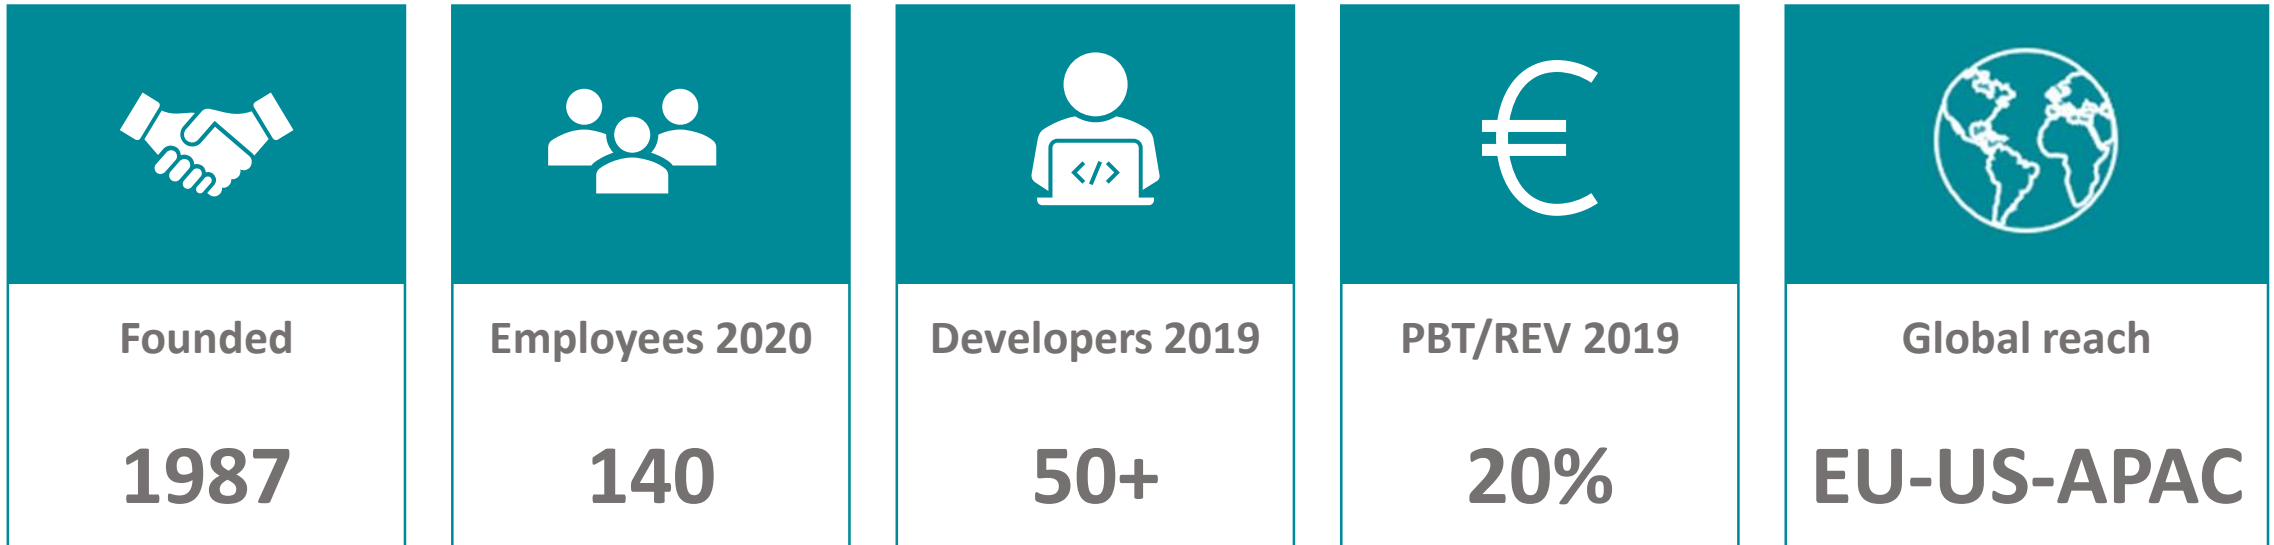 Founded
1987
Employees 2020
140
Developers 2019
50+
PBT/REV 2019
20%
Global reach
EU-US-APAC